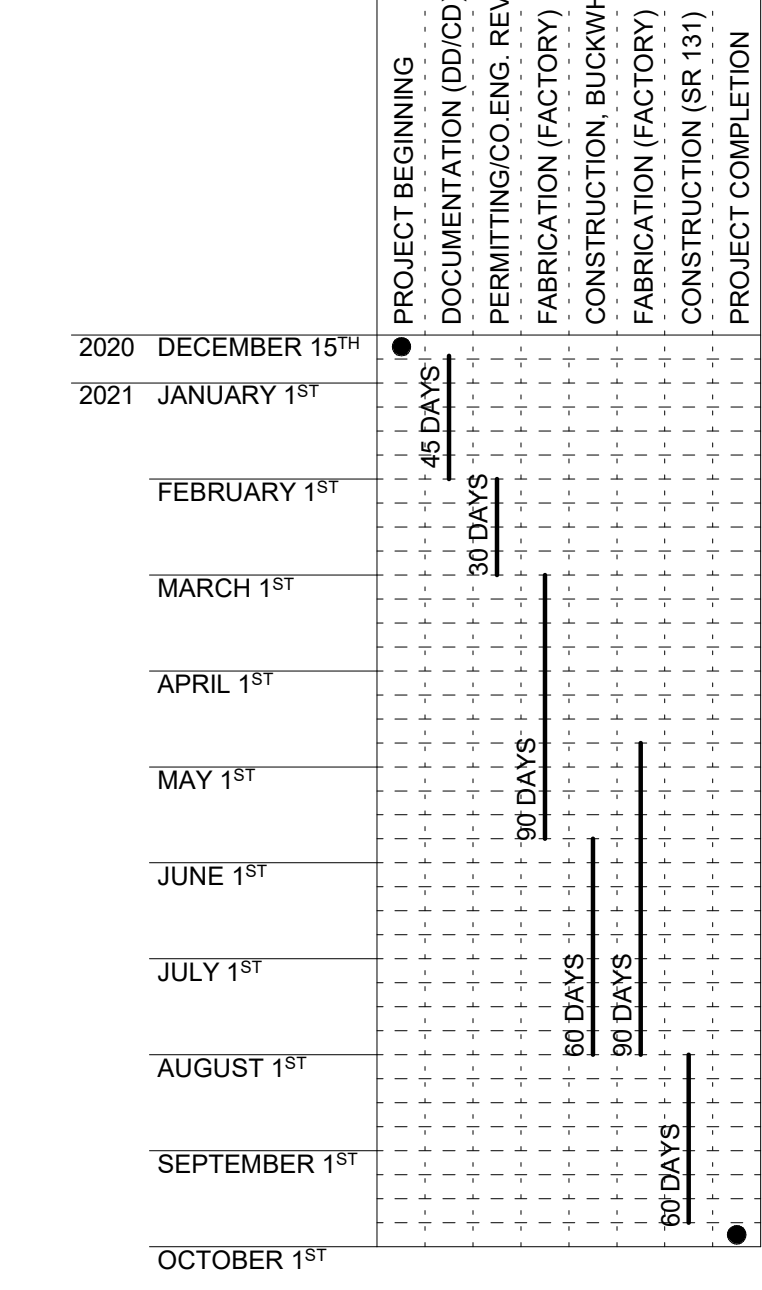 PROJECT BEGINNING
DOCUMENTATION (DD/CD)
PERMITTING/CO.ENG. REV
FABRICATION (FACTORY)
CONSTRUCTION, BUCKWH
FABRICATION (FACTORY)
CONSTRUCTION (SR 131)
PROJECT COMPLETION
2020 DECEMBER 15TH
2021 JANUARY 1ST
45 DAYS
FEBRUARY 1ST
30 DAYS
MARCH 1ST
APRIL 1ST
90 DAYS
MAY 1ST
JUNE 1ST
JULY 1ST
60 DAYS
90 DAYS
AUGUST 1ST
60 DAYS
SEPTEMBER 1ST
OCTOBER 1ST